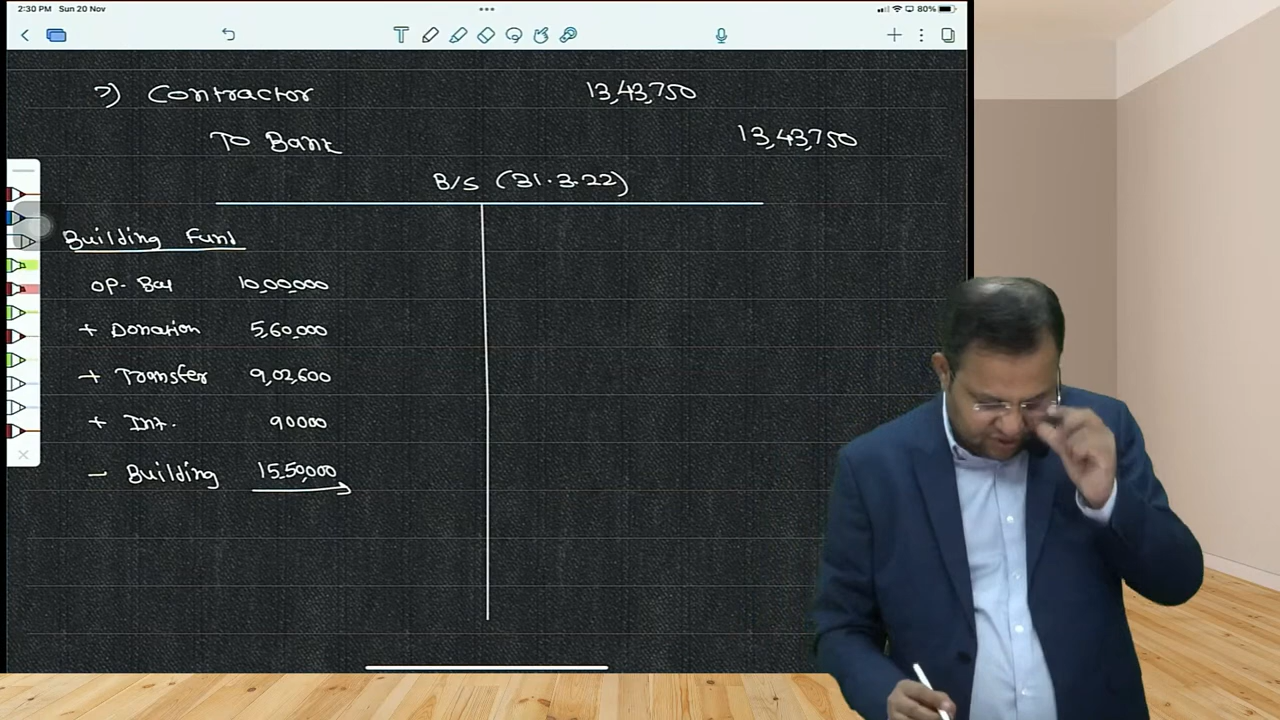 2:30 PM Sun 20 Nov
80%
7) Contractor 13,43,750
To Bank 13,43,750
B/S (31.3.22)
Building Fund
OP. Bal 10,00,000
+ Donation 5,60,000
+ Transfer 9,02,600
+ Int. 90000
- Building 15,50,000